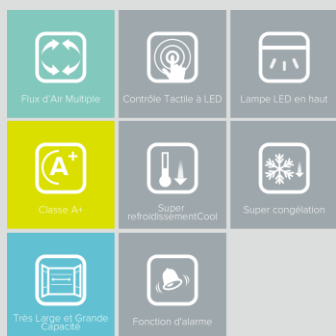 Flux d'Air Multiple
Contrôle Tactile à LED
Lampe LED en haut
A+
Classe A+
Super
refroidissementCool
Super congélation
Très Large et Grande
Capacité
Fonction d'alarme